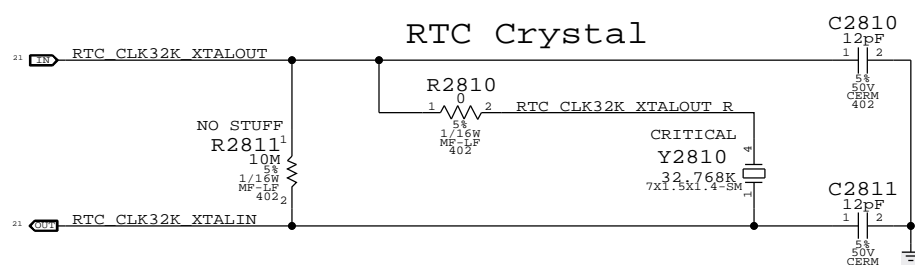 RTC Crystal
C2810
12pF
1 2
5%
50V
CERM
402
21 IN RTC_CLK32K_XTALOUT
R2810
0
1 2
5%
1/16W
MF-LF
402
RTC_CLK32K_XTALOUT_R
NO STUFF
R2811
1
10M
5%
1/16W
MF-LF
402
2
CRITICAL
4
Y2810
32.768K
7X1.5X1.4-SM
1
C2811
12pF
1 2
5%
50V
CERM
21 OUT RTC_CLK32K_XTALIN